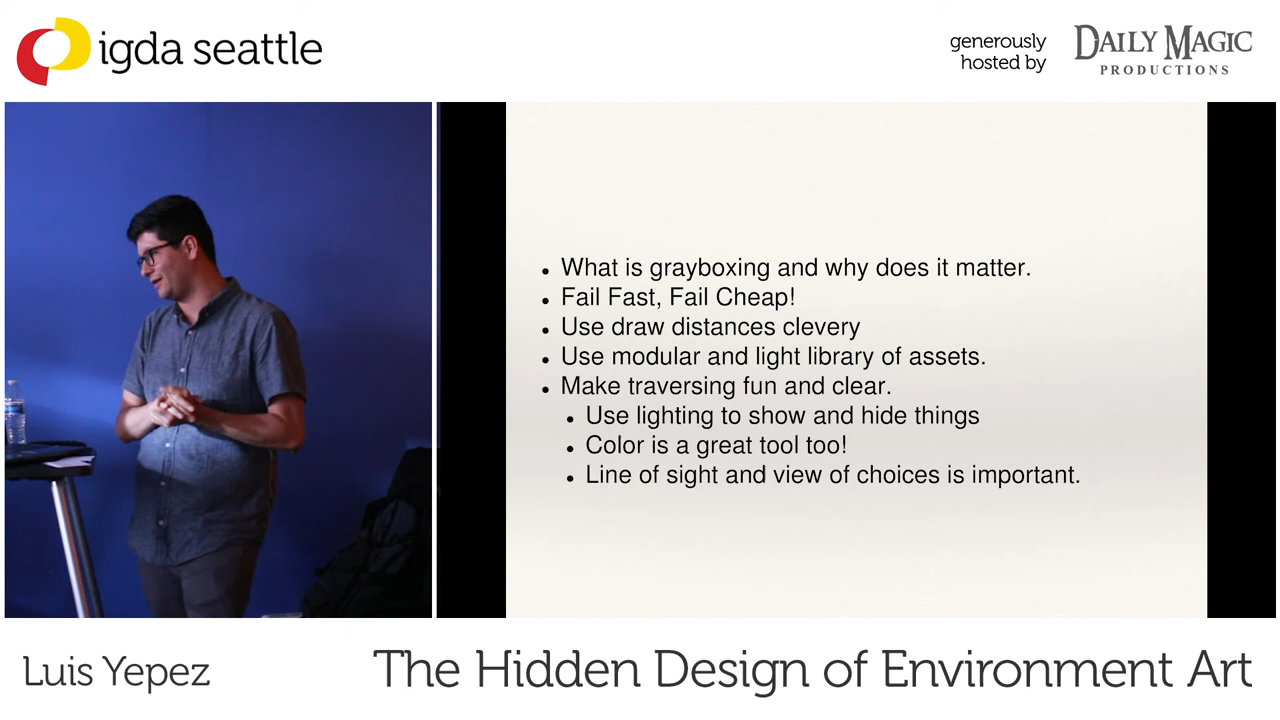 igda seattle
generously
hosted by
DAILY MAGIC
PRODUCTIONS
• What is grayboxing and why does it matter.
• Fail Fast, Fail Cheap!
• Use draw distances clevery
• Use modular and light library of assets.
• Make traversing fun and clear.
• Use lighting to show and hide things
• Color is a great tool too!
• Line of sight and view of choices is important.
Luis Yepez
The Hidden Design of Environment Art